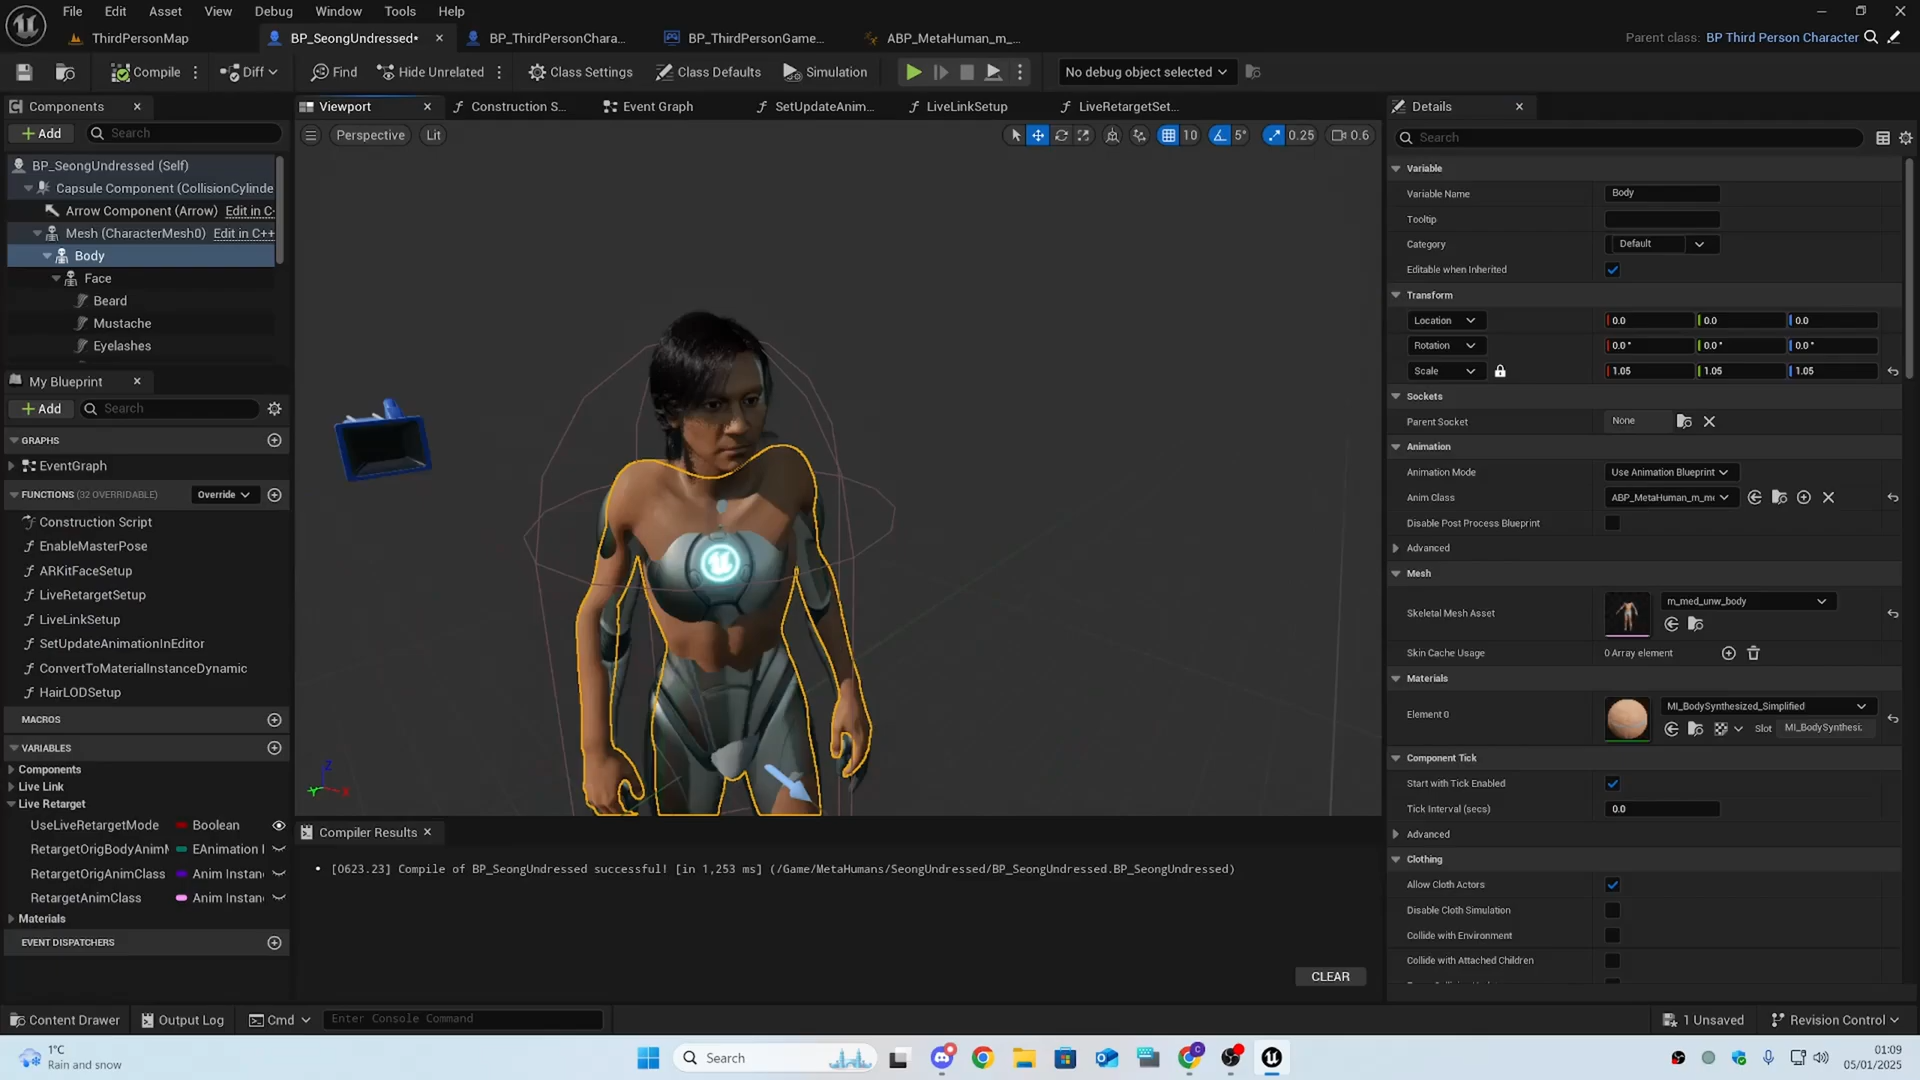 File Edit Asset View Debug Window Tools Help
ThirdPersonMap BP_SeongUndressed• BP_ThirdPersonChara... BP_ThirdPersonGame... ABP_MetaHuman_m_... Parent class: BP Third Person Character
Compile Diff Find Hide Unrelated Class Settings Class Defaults Simulation No debug object selected
Components Viewport Construction S... Event Graph SetUpdateAnim... LiveLinkSetup LiveRetargetSet... Details
Add Search
Perspective Lit 10 5° 0.25 0.6
Search
BP_SeongUndressed (Self)
Capsule Component (CollisionCylinde
Arrow Component (Arrow) Edit in C
Mesh (CharacterMesh0) Edit in C++
Body
Face
Beard
Mustache
Eyelashes
My Blueprint
Add Search
GRAPHS
EventGraph
FUNCTIONS (32 OVERRIDABLE) Override
Construction Script
EnableMasterPose
ARKitFaceSetup
LiveRetargetSetup
LiveLinkSetup
SetUpdateAnimationInEditor
ConvertToMaterialInstanceDynamic
HairLODSetup
MACROS
VARIABLES
Components
Live Link
Live Retarget
UseLiveRetargetMode Boolean
RetargetOrigBodyAnimM EAnimation
RetargetOrigAnimClass Anim Instan
RetargetAnimClass Anim Instan
Materials
EVENT DISPATCHERS
Z
Y X
Compiler Results
• [0623.23] Compile of BP_SeongUndressed successful! [in 1,253 ms] (/Game/MetaHumans/SeongUndressed/BP_SeongUndressed.BP_SeongUndressed)
CLEAR
Variable
Variable Name Body
Tooltip
Category Default
Editable when Inherited
Transform
Location 0.0 0.0 0.0
Rotation 0.0° 0.0° 0.0°
Scale 1.05 1.05 1.05
Sockets
Parent Socket None
Animation
Animation Mode Use Animation Blueprint
Anim Class ABP_MetaHuman_m_m
Disable Post Process Blueprint
Advanced
Mesh
Skeletal Mesh Asset m_med_unw_body
Skin Cache Usage 0 Array element
Materials
Element 0 MI_BodySynthesized_Simplified
Slot MI_BodySynthesi
Component Tick
Start with Tick Enabled
Tick Interval (secs) 0.0
Advanced
Clothing
Allow Cloth Actors
Disable Cloth Simulation
Collide with Environment
Collide with Attached Children
Content Drawer Output Log Cmd Enter Console Command 1 Unsaved Revision Control
1°C
Rain and snow
Search
01:09
05/01/2025